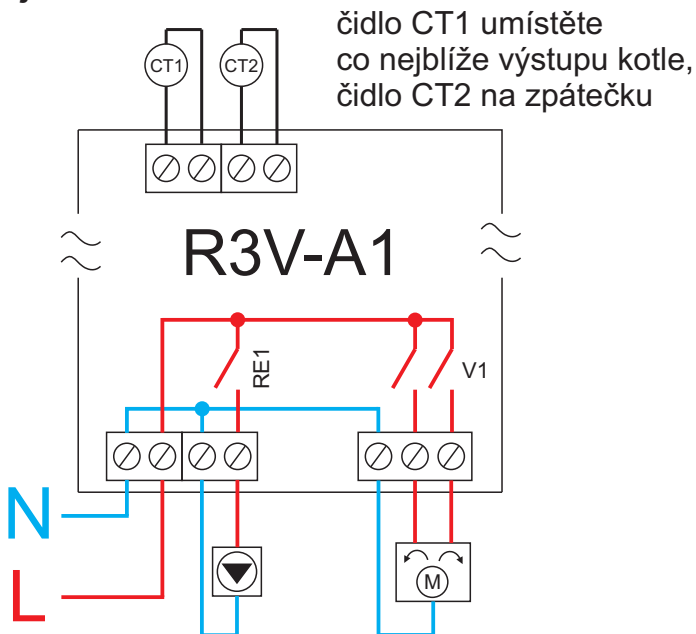 čidlo CT1 umístěte
co nejblíže výstupu kotle,
čidlo CT2 na zpátečku
CT1 CT2
R3V-A1
RE1
V1
N
L
M